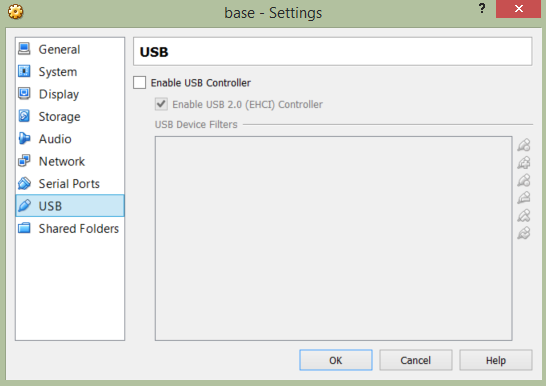 base - Settings
?
General
System
Display
Storage
Audio
Network
Serial Ports
USB
Shared Folders
USB
Enable USB Controller
Enable USB 2.0 (EHCI) Controller
USB Device Filters
OK
Cancel
Help